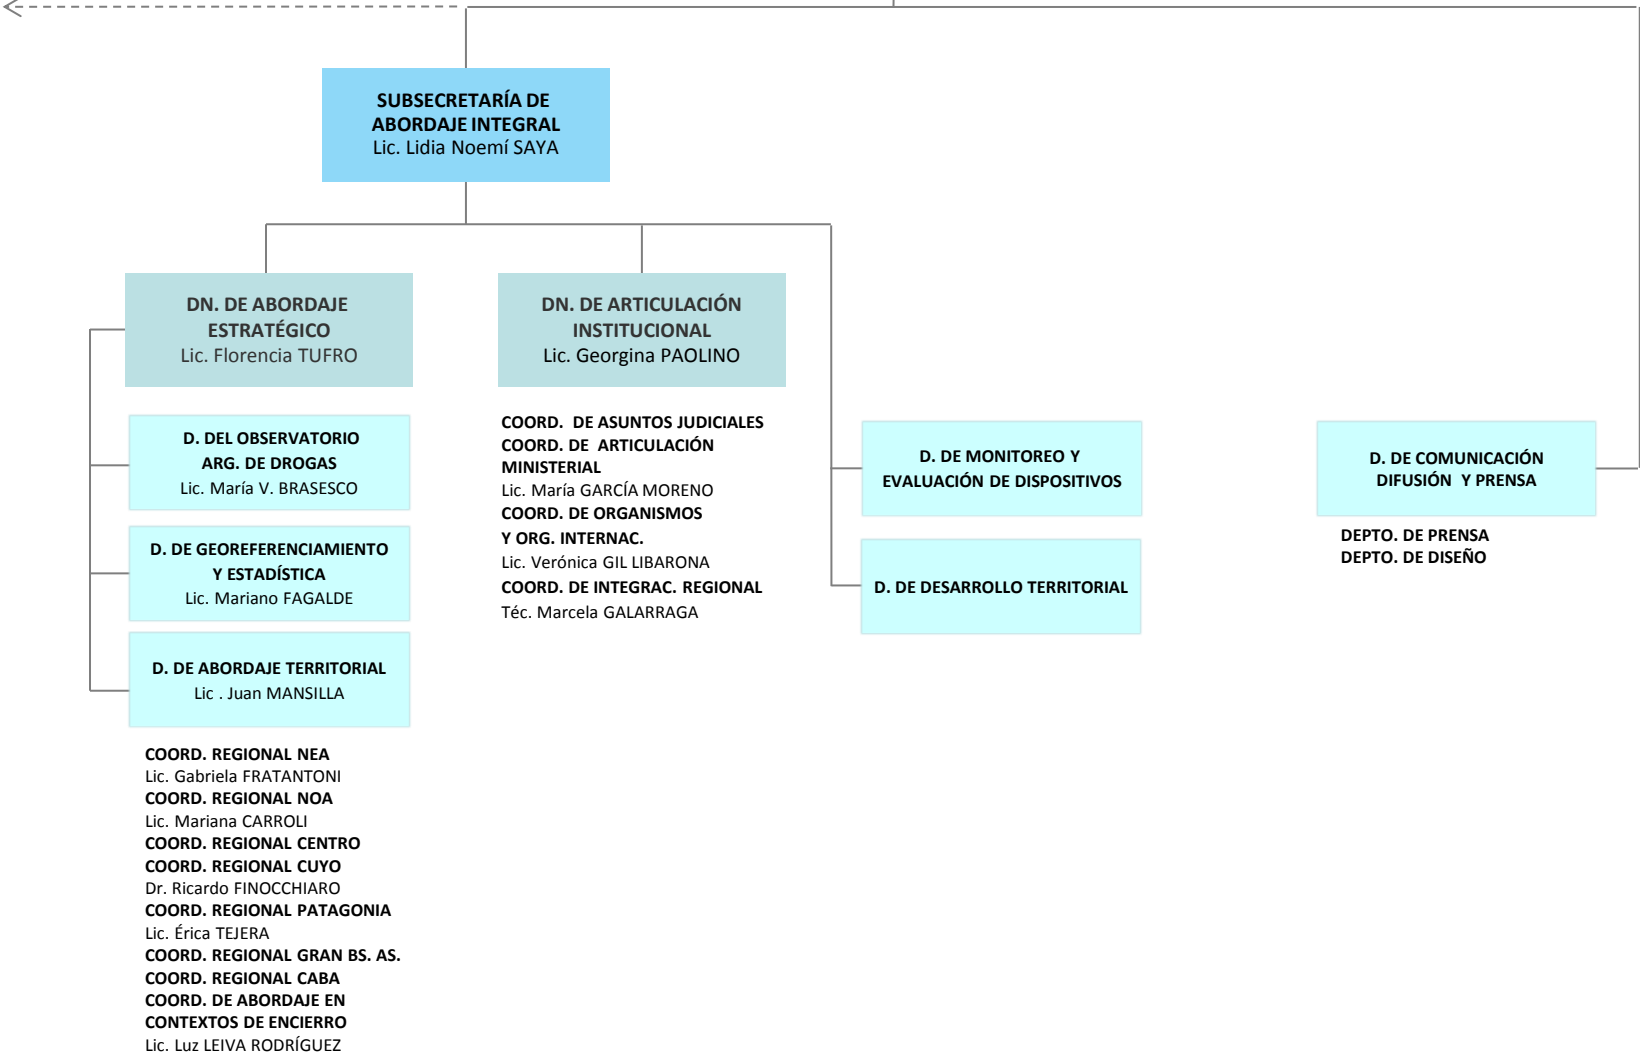 SUBSECRETARÍA DE
ABORDAJE INTEGRAL
Lic. Lidia Noemí SAYA
DN. DE ABORDAJE
ESTRATÉGICO
Lic. Florencia TUFRO
DN. DE ARTICULACIÓN
INSTITUCIONAL
Lic. Georgina PAOLINO
D. DEL OBSERVATORIO
ARG. DE DROGAS
Lic. María V. BRASESCO
D. DE GEOREFERENCIAMIENTO
Y ESTADÍSTICA
Lic. Mariano FAGALDE
D. DE ABORDAJE TERRITORIAL
Lic . Juan MANSILLA
COORD. REGIONAL NEA
Lic. Gabriela FRATANTONI
COORD. REGIONAL NOA
Lic. Mariana CARROLI
COORD. REGIONAL CENTRO
COORD. REGIONAL CUYO
Dr. Ricardo FINOCCHIARO
COORD. REGIONAL PATAGONIA
Lic. Érica TEJERA
COORD. REGIONAL GRAN BS. AS.
COORD. REGIONAL CABA
COORD. DE ABORDAJE EN
CONTEXTOS DE ENCIERRO
Lic. Luz LEIVA RODRÍGUEZ
COORD. DE ASUNTOS JUDICIALES
COORD. DE ARTICULACIÓN
MINISTERIAL
Lic. María GARCÍA MORENO
COORD. DE ORGANISMOS
Y ORG. INTERNAC.
Lic. Verónica GIL LIBARONA
COORD. DE INTEGRAC. REGIONAL
Téc. Marcela GALARRAGA
D. DE MONITOREO Y
EVALUACIÓN DE DISPOSITIVOS
D. DE DESARROLLO TERRITORIAL
D. DE COMUNICACIÓN
DIFUSIÓN Y PRENSA
DEPTO. DE PRENSA
DEPTO. DE DISEÑO